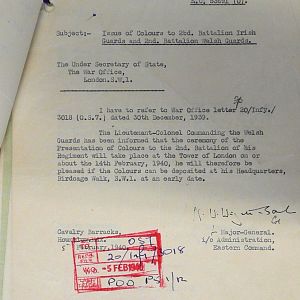 Subject:- Issue of Colours to 2nd. Battalion Irish
Guards and 2nd. Battalion Welsh Guards.
The Under Secretary of State,
The War Office,
London.S.W.1.
I have to refer to War Office letter 20/Infy./
3018 (O.S.7.) dated 30th December, 1939.
The Lieutenant-Colonel Commanding the Welsh
Guards has been informed that the ceremony of the
Presentation of Colours to the 2nd. Battalion of his
Regiment will take place at the Tower of London on or
about the 14th February, 1940, he will therefore be
pleased if the Colours can be deposited at his Headquarters,
Birdcage Walk, S.W.1 at an early date.
Cavalry Barracks
Major-General
i/c Administration,
Eastern Command.
5 February, 1940
3018
-5 FEB 1940